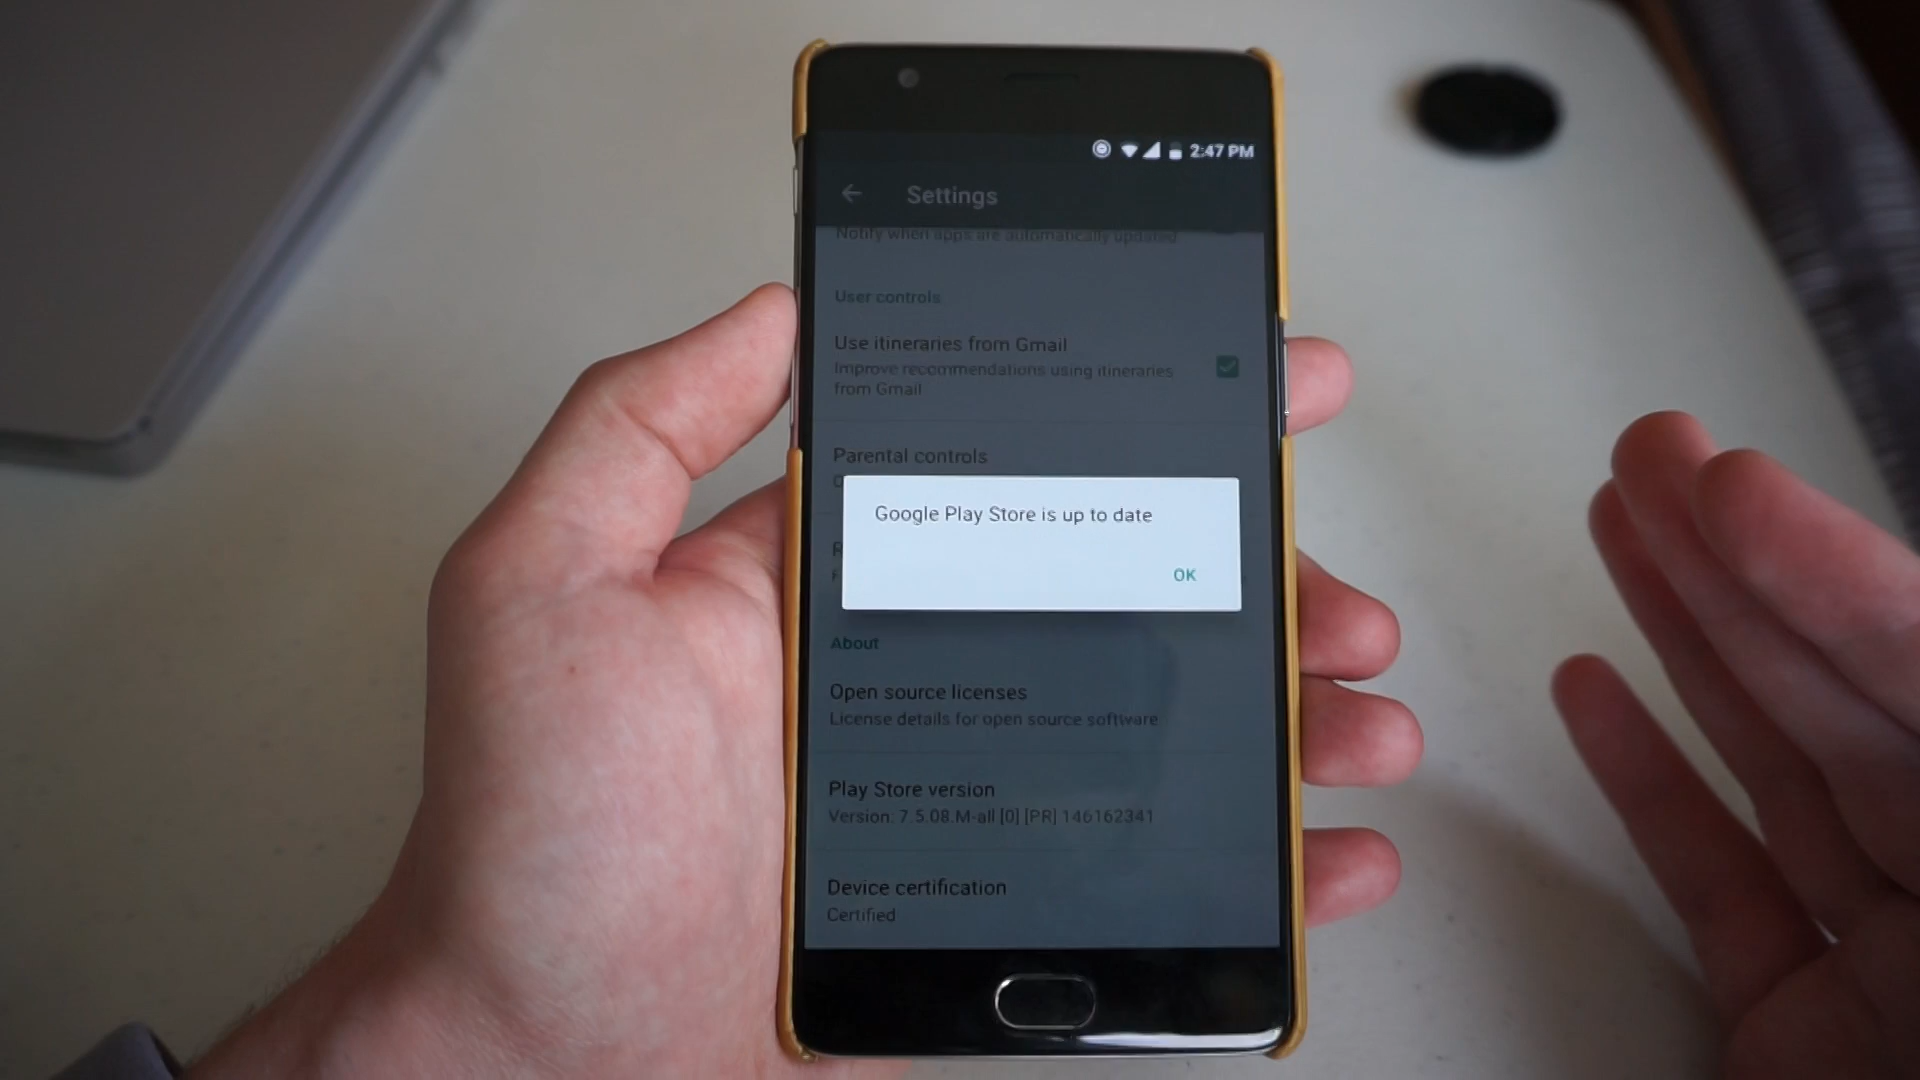 2:47 PM
Settings
Notify when apps are automatically updated
User controls
Use itineraries from Gmail
Improve recommendations using itineraries
from Gmail
Parental controls
Google Play Store is up to date
OK
About
Open source licenses
License details for open source software
Play Store version
Version: 7.5.08.M-all [0] [PR] 146162341
Device certification
Certified